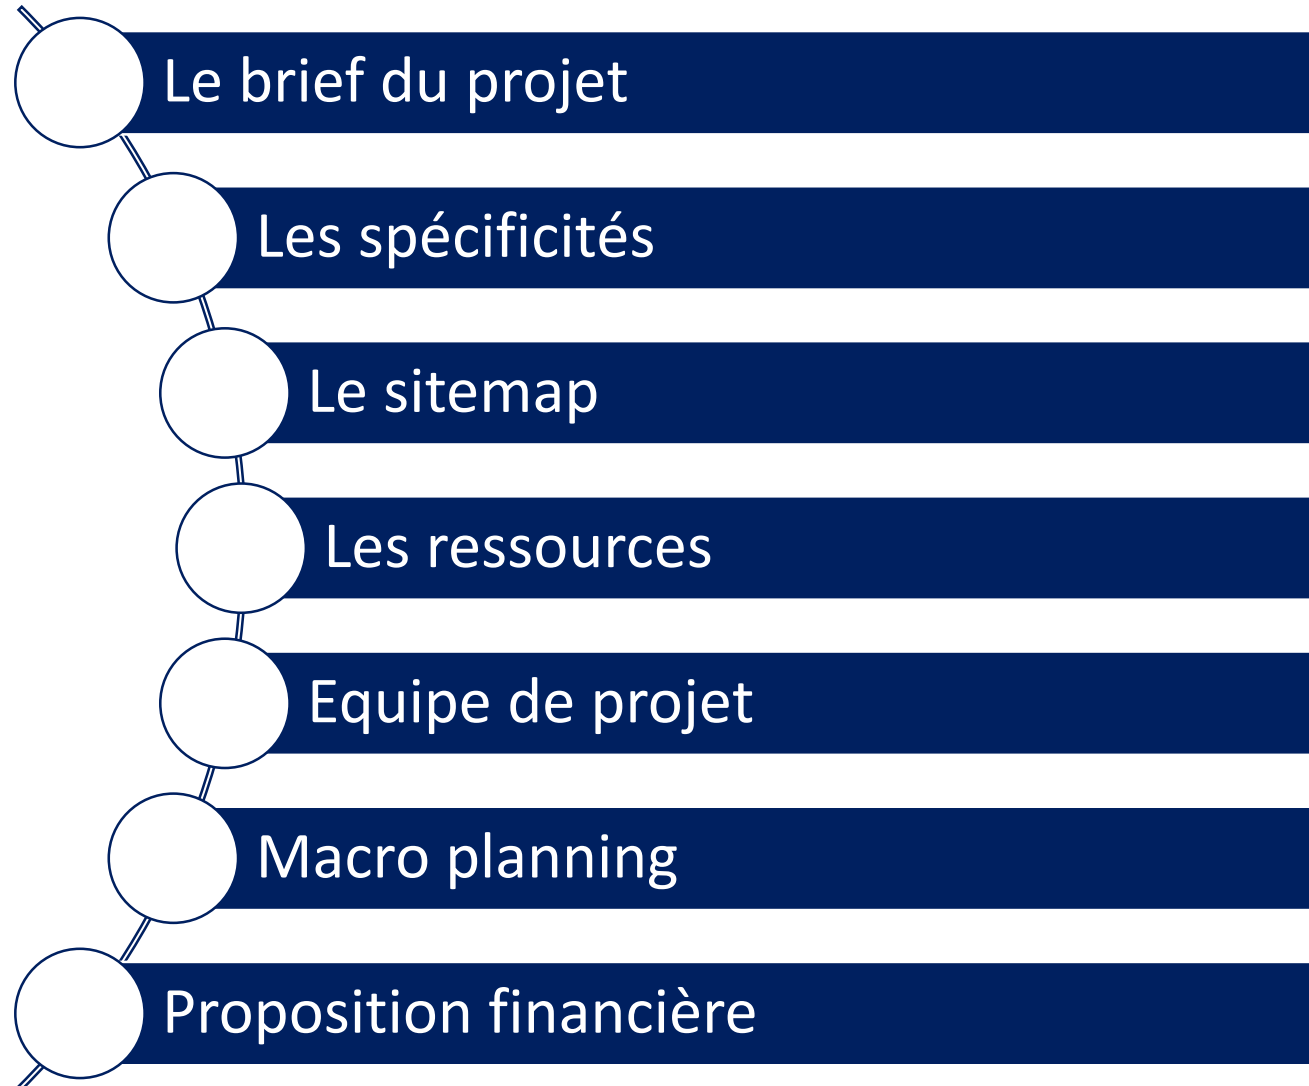 Le brief du projet
Les spécificités
Le sitemap
Les ressources
Equipe de projet
Macro planning
Proposition financière